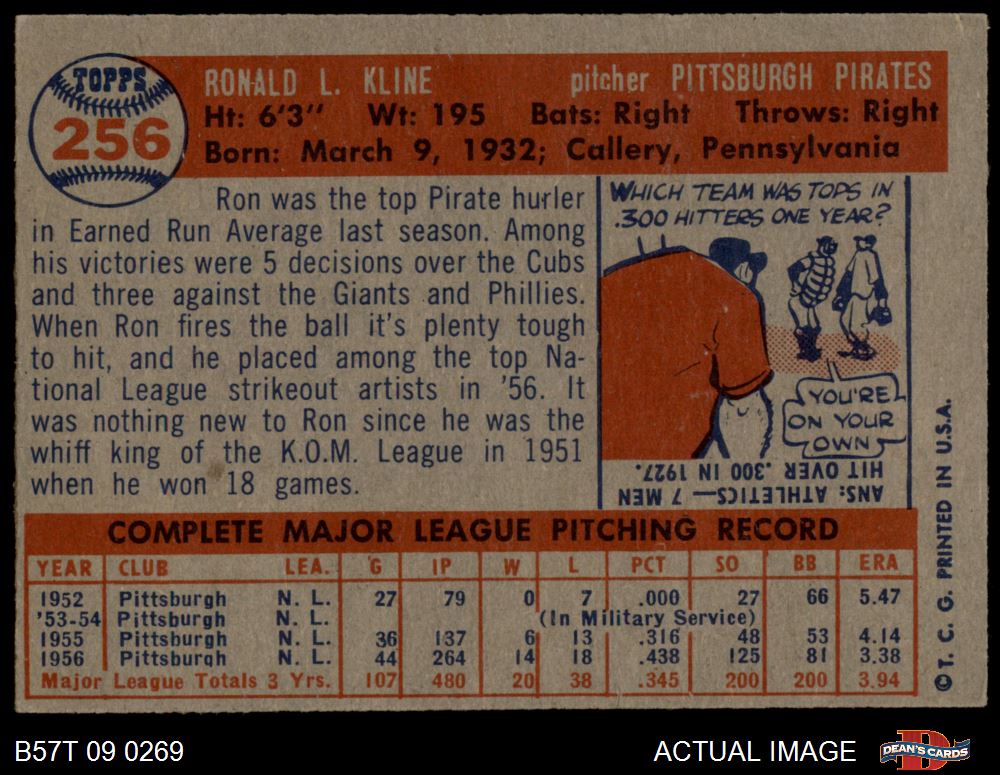 TOPPS
256
RONALD L. KLINE pitcher PITTSBURGH PIRATES
Ht: 6'3" Wt: 195 Bats: Right Throws: Right
Born: March 9, 1932; Callery, Pennsylvania
Ron was the top Pirate hurler
in Earned Run Average last season. Among
his victories were 5 decisions over the Cubs
and three against the Giants and Phillies.
When Ron fires the ball it's plenty tough
to hit, and he placed among the top Na-
tional League strikeout artists in '56. It
was nothing new to Ron since he was the
whiff king of the K.O.M. League in 1951
when he won 18 games.
WHICH TEAM WAS TOPS IN
.300 HITTERS ONE YEAR?
YOU'RE
ON YOUR
OWN
ANS: ATHLETICS—7 MEN
HIT OVER .300 IN 1927.
COMPLETE MAJOR LEAGUE PITCHING RECORD
YEAR CLUB LEA. G IP W L PCT SO BB ERA
1952 Pittsburgh N. L. 27 79 0 7 .000 27 66 5.47
'53-54 Pittsburgh N. L. (In Military Service)
1955 Pittsburgh N. L. 36 137 6 13 .316 48 53 4.14
1956 Pittsburgh N. L. 44 264 14 18 .438 125 81 3.38
Major League Totals 3 Yrs. 107 480 20 38 .345 200 200 3.94
© T. C. G. PRINTED IN U.S.A.
B57T 09 0269 ACTUAL IMAGE
D
DEAN'S CARDS